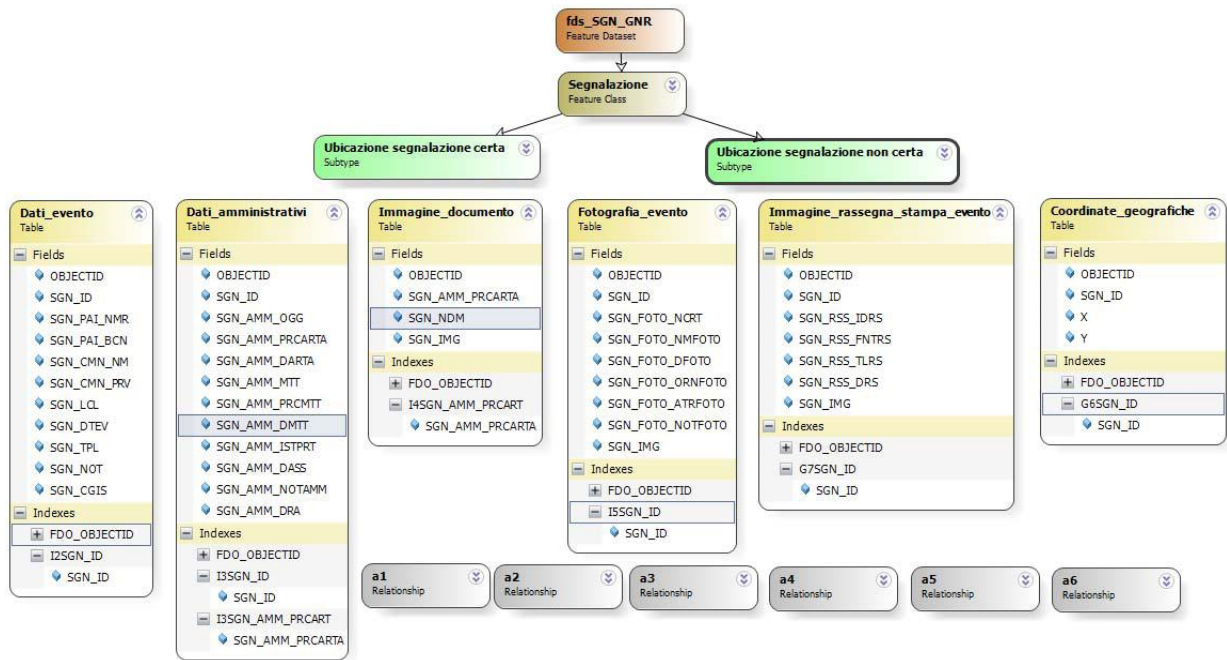 fds_SGN_GNR
Feature Dataset
Segnalazione
Feature Class
Ubicazione segnalazione certa
Subtype
Ubicazione segnalazione non certa
Subtype
Dati_evento
Table
Fields
OBJECTID
SGN_ID
SGN_PAI_NMR
SGN_PAI_BCN
SGN_CMN_NM
SGN_CMN_PRV
SGN_LCL
SGN_DTEV
SGN_TPL
SGN_NOT
SGN_CGIS
Indexes
FDO_OBJECTID
I2SGN_ID
SGN_ID
Dati_amministrativi
Table
Fields
OBJECTID
SGN_ID
SGN_AMM_OGG
SGN_AMM_PRCARTA
SGN_AMM_DARTA
SGN_AMM_MTT
SGN_AMM_PRCMTT
SGN_AMM_DMTT
SGN_AMM_ISTPRT
SGN_AMM_DASS
SGN_AMM_NOTAMM
SGN_AMM_DRA
Indexes
FDO_OBJECTID
I3SGN_ID
SGN_ID
I3SGN_AMM_PRCART
SGN_AMM_PRCARTA
Immagine_documento
Table
Fields
OBJECTID
SGN_AMM_PRCARTA
SGN_NDM
SGN_IMG
Indexes
FDO_OBJECTID
I4SGN_AMM_PRCART
SGN_AMM_PRCARTA
Fotografia_evento
Table
Fields
OBJECTID
SGN_ID
SGN_FOTO_NCRT
SGN_FOTO_NMFOTO
SGN_FOTO_DFOTO
SGN_FOTO_ORNFOTO
SGN_FOTO_ATRFOTO
SGN_FOTO_NOTFOTO
SGN_IMG
Indexes
FDO_OBJECTID
I5SGN_ID
SGN_ID
Immagine_rassegna_stampa_evento
Table
Fields
OBJECTID
SGN_ID
SGN_RSS_IDRS
SGN_RSS_FNTRS
SGN_RSS_TLRS
SGN_RSS_DRS
SGN_IMG
Indexes
FDO_OBJECTID
G7SGN_ID
SGN_ID
Coordinate_geografiche
Table
Fields
OBJECTID
SGN_ID
X
Y
Indexes
FDO_OBJECTID
G6SGN_ID
SGN_ID
a1
Relationship
a2
Relationship
a3
Relationship
a4
Relationship
a5
Relationship
a6
Relationship